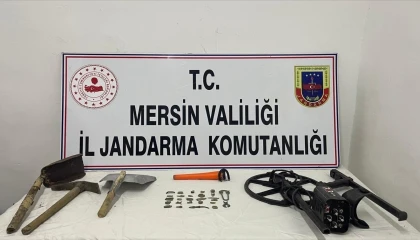 T.C.
MERSİN VALİLİĞİ
İL JANDARMA KOMUTANLIĞI